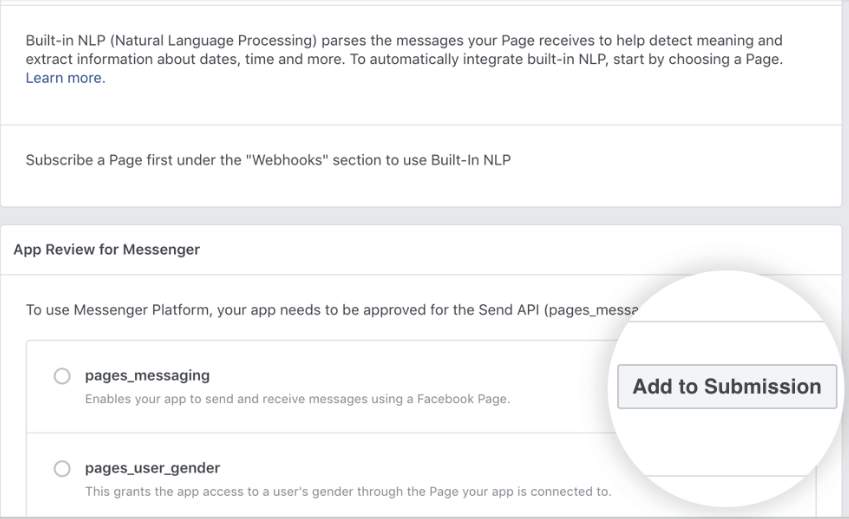 Built-in NLP (Natural Language Processing) parses the messages your Page receives to help detect meaning and
extract information about dates, time and more. To automatically integrate built-in NLP, start by choosing a Page.
Learn more.
Subscribe a Page first under the "Webhooks" section to use Built-In NLP
App Review for Messenger
To use Messenger Platform, your app needs to be approved for the Send API (pages_messa
pages_messaging
Enables your app to send and receive messages using a Facebook Page.
Add to Submission
pages_user_gender
This grants the app access to a user's gender through the Page your app is connected to.